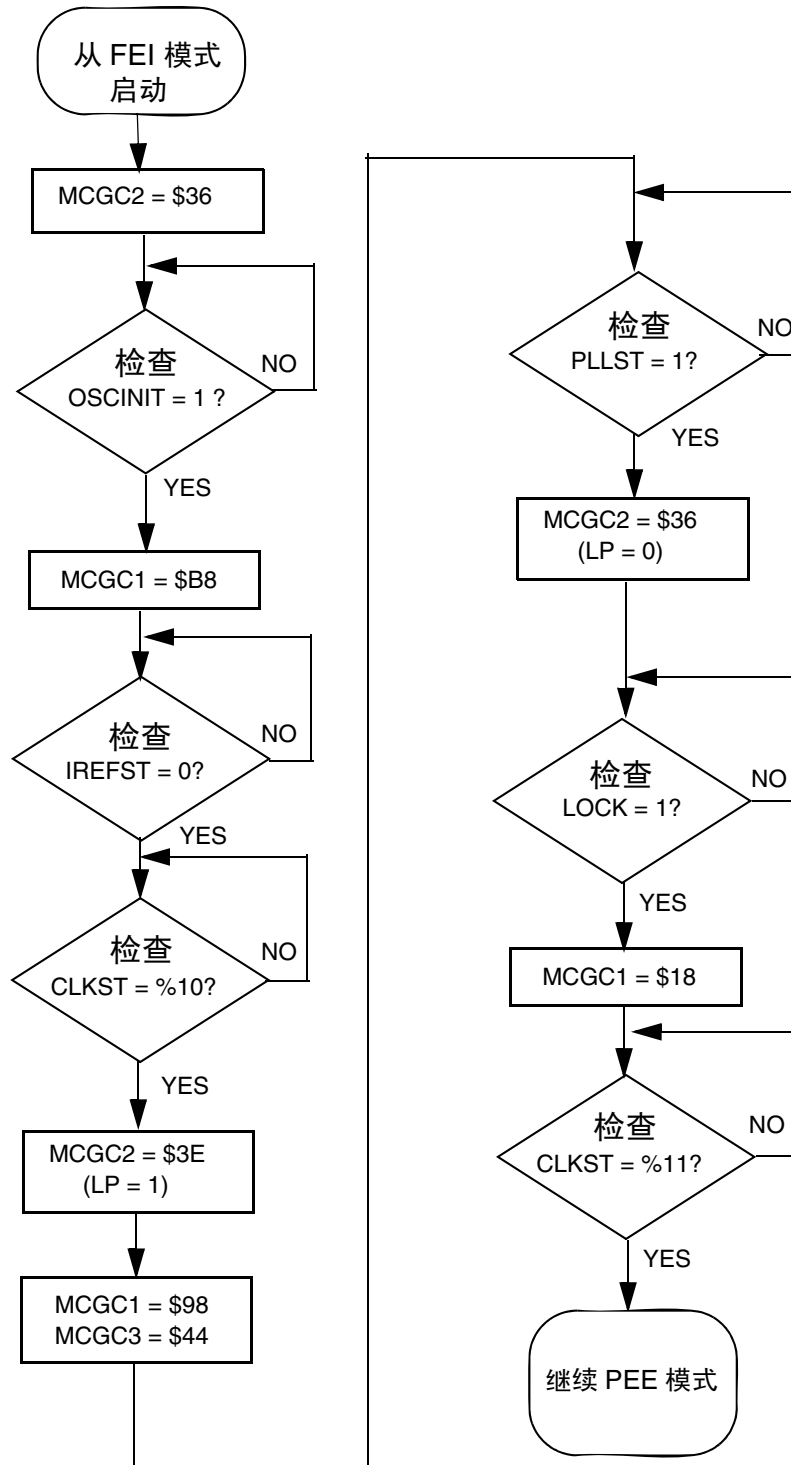 从 FEI 模式
启动
MCGC2 = $36
检查
OSCINIT = 1 ?
NO
YES
MCGC1 = $B8
检查
IREFST = 0?
NO
YES
检查
CLKST = %10?
NO
YES
MCGC2 = $3E
(LP = 1)
MCGC1 = $98
MCGC3 = $44
检查
PLLST = 1?
NO
YES
MCGC2 = $36
(LP = 0)
检查
LOCK = 1?
NO
YES
MCGC1 = $18
检查
CLKST = %11?
NO
YES
继续 PEE 模式